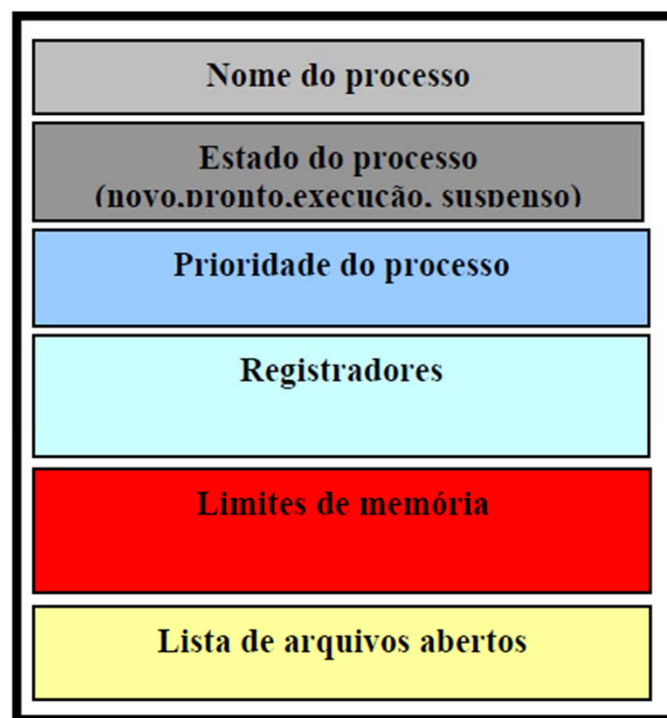 Nome do processo
Estado do processo
(novo,pronto,execução, suspenso)
Prioridade do processo
Registradores
Limites de memória
Lista de arquivos abertos